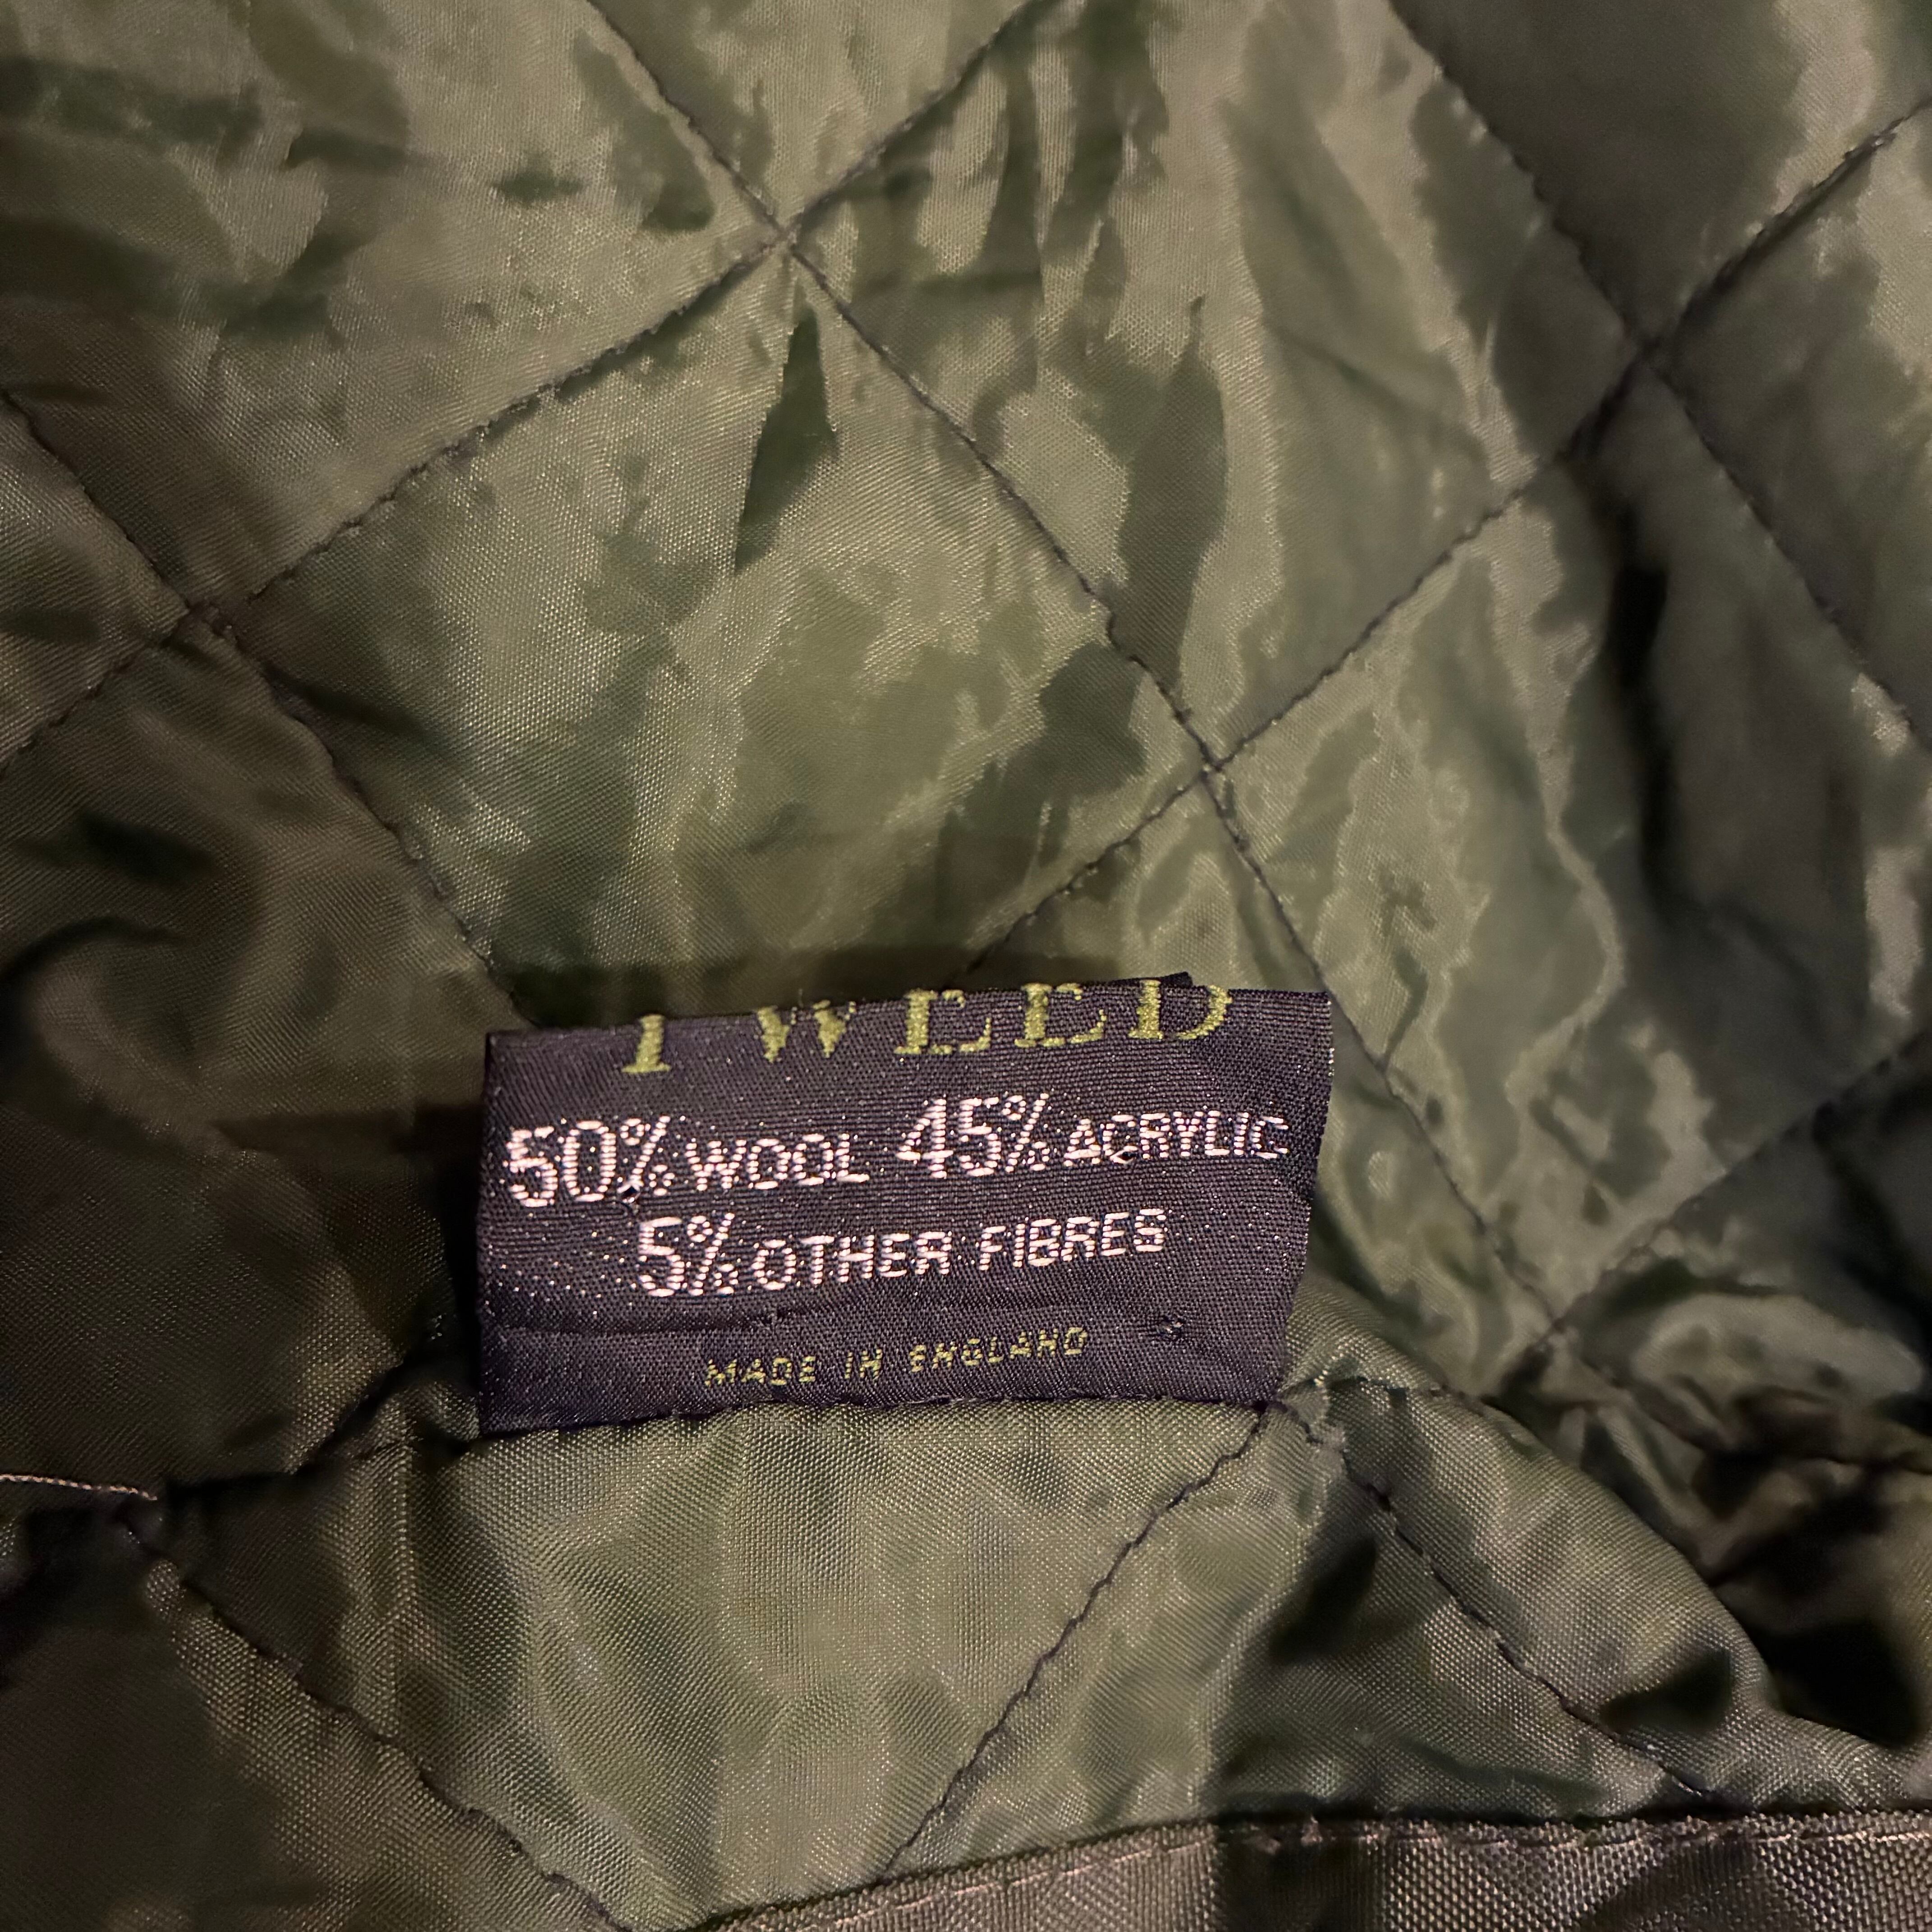 TWEED
50% WOOL 45% ACRYLIC
5% OTHER FIBRES
MADE IN ENGLAND